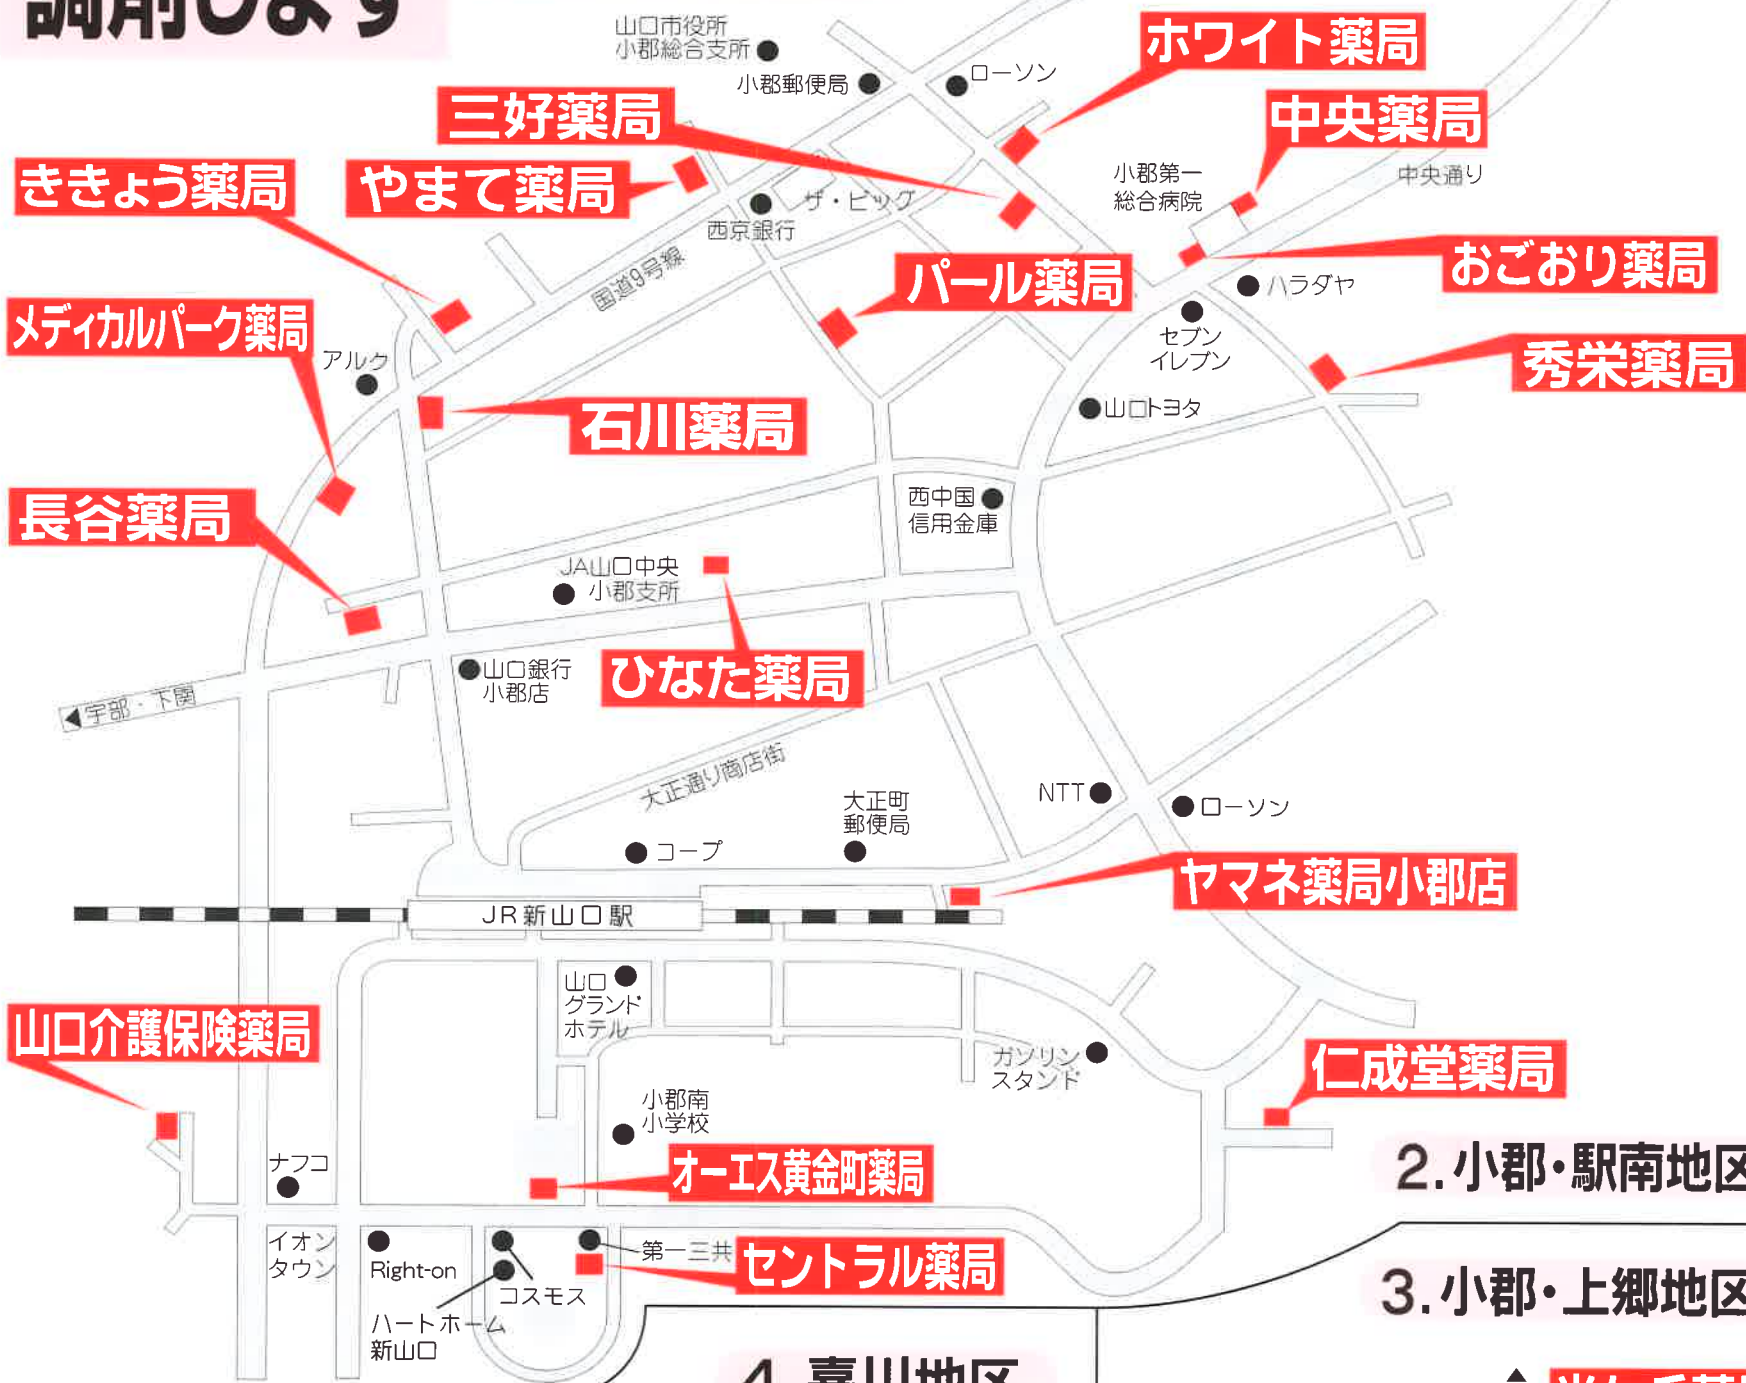 調剤します
山口市役所
小郡総合支所
小郡郵便局
ローソン
ホワイト薬局
三好薬局
中央薬局
ききょう薬局
やまて薬局
小郡第一
総合病院
中央通り
ザ・ビッグ
西京銀行
国道9号線
パール薬局
おごおり薬局
ハラダヤ
メディカルパーク薬局
アルク
セブン
イレブン
秀栄薬局
石川薬局
山口トヨタ
長谷薬局
西中国
信用金庫
JA山口中央
小郡支所
ひなた薬局
山口銀行
小郡店
宇部・下関
大正通り商店街
大正町
郵便局
NTT
ローソン
コープ
ヤマネ薬局小郡店
JR新山口駅
山口
グランド
ホテル
山口介護保険薬局
ガソリン
スタンド
仁成堂薬局
小郡南
小学校
ナフコ
オーエス黄金町薬局
2.小郡・駅南地区
イオン
タウン
Right-on
第一三共
セントラル薬局
コスモス
ハートホーム
新山口
3.小郡・上郷地区
4.嘉川地区